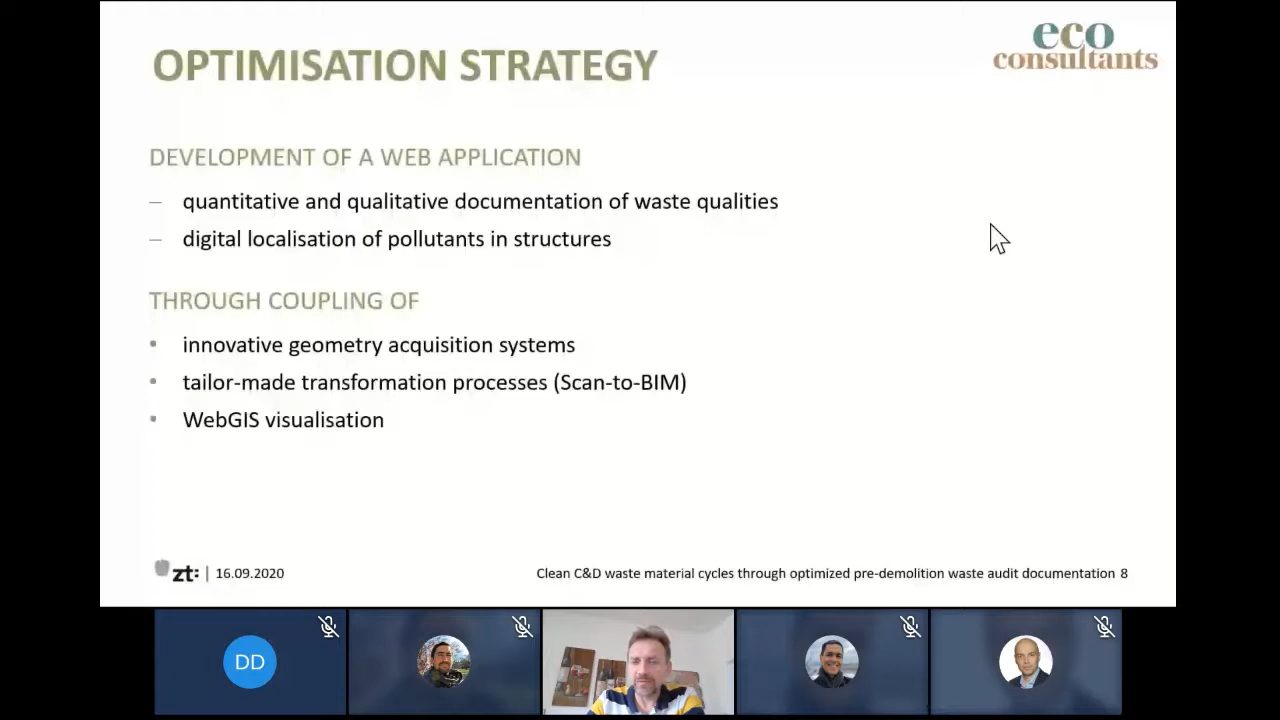 OPTIMISATION STRATEGY
eco
consultants
DEVELOPMENT OF A WEB APPLICATION
– quantitative and qualitative documentation of waste qualities
– digital localisation of pollutants in structures
THROUGH COUPLING OF
• innovative geometry acquisition systems
• tailor-made transformation processes (Scan-to-BIM)
• WebGIS visualisation
zt: | 16.09.2020
Clean C&D waste material cycles through optimized pre-demolition waste audit documentation 8
DD